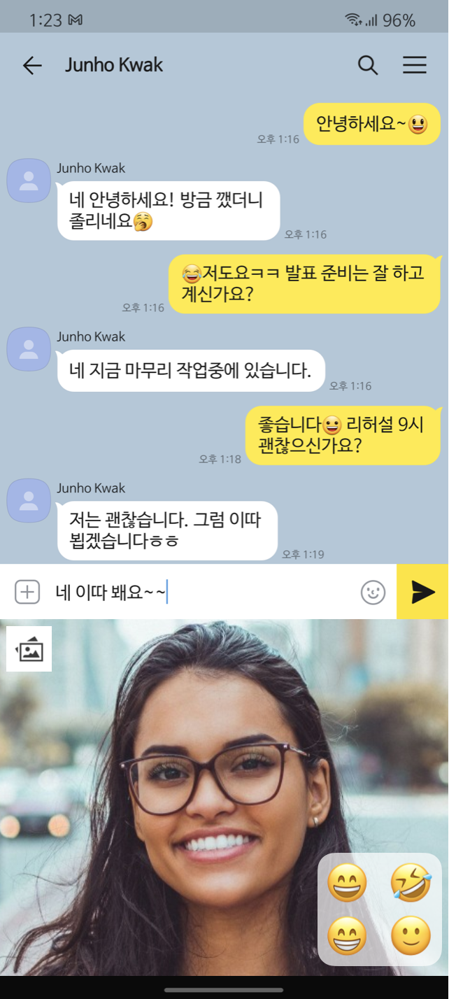 1:23 96%
Junho Kwak
안녕하세요~😃
오후 1:16
Junho Kwak
네 안녕하세요! 방금 깼더니
졸리네요🥱
오후 1:16
😂저도요ㅋㅋ 발표 준비는 잘 하고
계신가요?
오후 1:16
Junho Kwak
네 지금 마무리 작업중에 있습니다.
오후 1:16
좋습니다😀 리허설 9시
괜찮으신가요?
오후 1:18
Junho Kwak
저는 괜찮습니다. 그럼 이따
뵙겠습니다ㅎㅎ
오후 1:19
네 이따 봬요~~